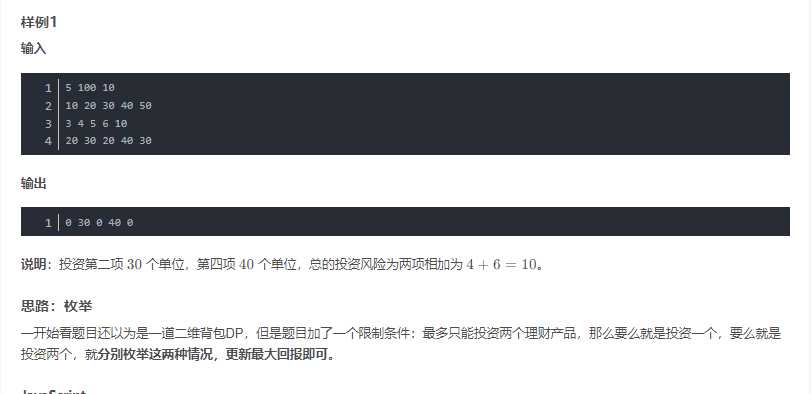 样例1
输入
1 5 100 10
2 10 20 30 40 50
3 3 4 5 6 10
4 20 30 20 40 30
输出
1 0 30 0 40 0
说明：投资第二项 30 个单位，第四项 40 个单位，总的投资风险为两项相加为 4 + 6 = 10。
思路：枚举
一开始看题目还以为是一道二维背包DP，但是题目加了一个限制条件：最多只能投资两个理财产品，那么要么就是投资一个，要么就是
投资两个，就分别枚举这两种情况，更新最大回报即可。
JavaScript